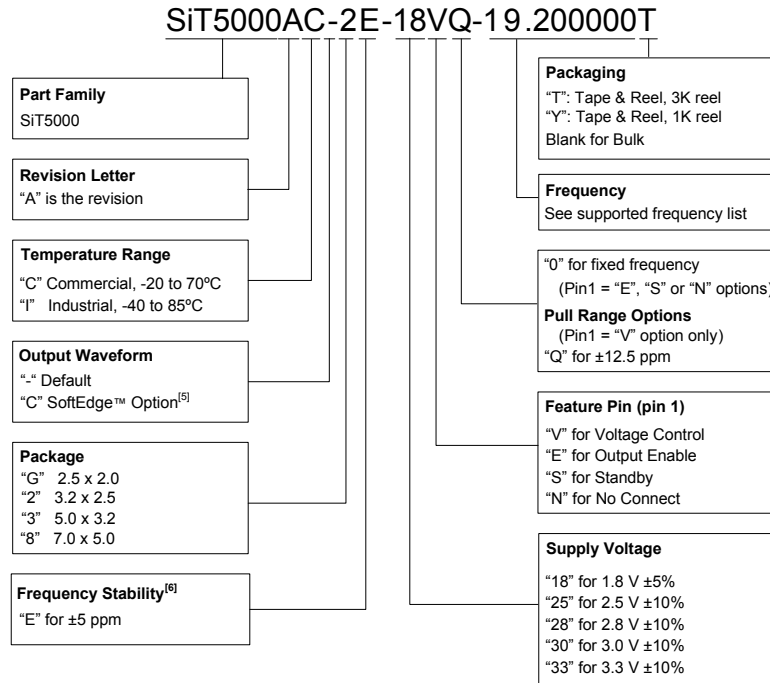 SiT5000AC-2E-18VQ-19.200000T
Part Family
SiT5000
Revision Letter
“A” is the revision
Temperature Range
“C” Commercial, -20 to 70ºC
“I” Industrial, -40 to 85ºC
Output Waveform
“-“ Default
“C” SoftEdge™ Option[5]
Package
“G” 2.5 x 2.0
“2” 3.2 x 2.5
“3” 5.0 x 3.2
“8” 7.0 x 5.0
Frequency Stability[6]
“E” for ±5 ppm
Packaging
“T”: Tape & Reel, 3K reel
“Y”: Tape & Reel, 1K reel
Blank for Bulk
Frequency
See supported frequency list
“0” for fixed frequency
(Pin1 = “E”, “S” or “N” options)
Pull Range Options
(Pin1 = “V” option only)
“Q” for ±12.5 ppm
Feature Pin (pin 1)
“V” for Voltage Control
“E” for Output Enable
“S” for Standby
“N” for No Connect
Supply Voltage
“18” for 1.8 V ±5%
“25” for 2.5 V ±10%
“28” for 2.8 V ±10%
“30” for 3.0 V ±10%
“33” for 3.3 V ±10%